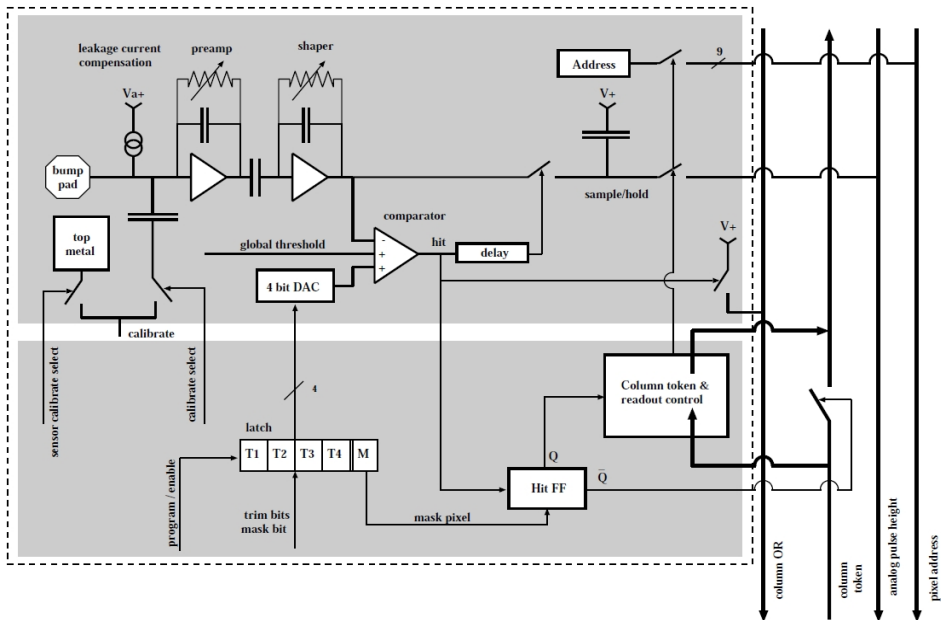 leakage current
compensation
preamp
shaper
Va+
bump
pad
top
metal
Address
9
V+
sample/hold
comparator
global threshold
-
+
+
hit
delay
V+
4 bit DAC
calibrate
sensor calibrate select
calibrate select
4
latch
T1 T2 T3 T4 M
program / enable
trim bits
mask bit
mask pixel
Column token &
readout control
Q
Q̅
Hit FF
column OR
column
token
analog pulse height
pixel address